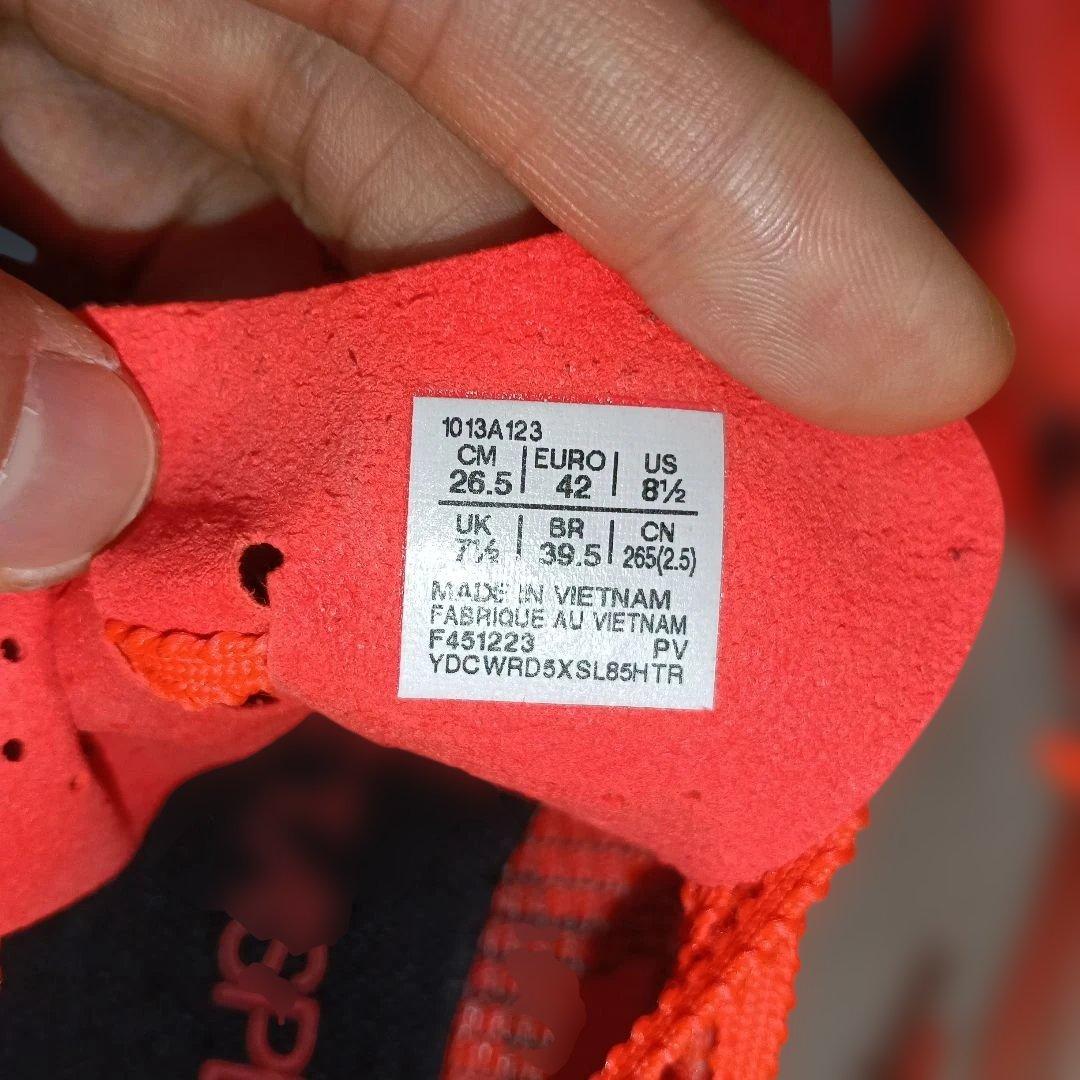 1013A123
CM | EURO | US
26.5 | 42 | 8½
UK | BR | CN
7½ | 39.5 | 265(2.5)
MADE IN VIETNAM
FABRIQUE AU VIETNAM
F451223 PV
YDCWRD5XSL85HTR